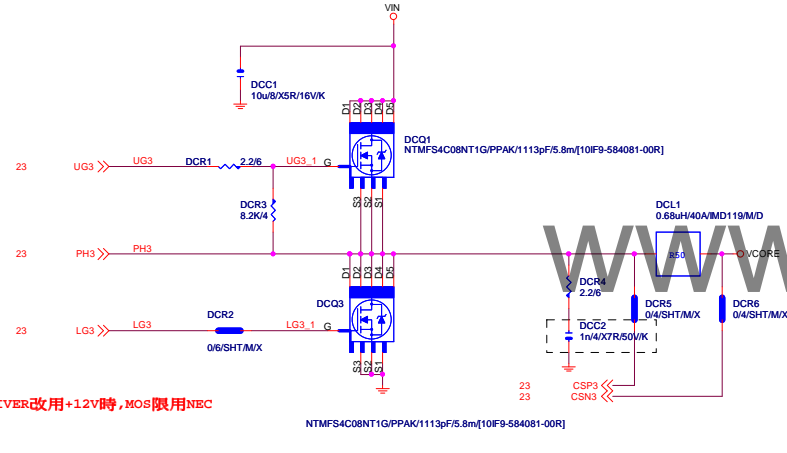 VIN
DCC1
10u/8/X5R/16V/K
D1
D2
D3
D4
D5
DCQ1
NTMFS4C08NT1G/PPAK/1113pF/5.8m/[10IF9-584081-00R]
23
UG3
UG3
DCR1
2.2/6
UG3_1
G
S3
S2
S1
DCR3
8.2K/4
DCL1
0.68uH/40A/IMD119/M/D
WWW
23
PH3
PH3
R50
VCORE
D1
D2
D3
D4
D5
DCR4
2.2/6
DCQ3
DCR5
0/4/SHT/M/X
DCR6
0/4/SHT/M/X
DCR2
23
LG3
LG3
LG3_1
G
0/6/SHT/M/X
DCC2
1n/4/X7R/50V/K
S3
S2
S1
23
CSP3
23
CSN3
IVER改用+12V時,MOS限用NEC
NTMFS4C08NT1G/PPAK/1113pF/5.8m/[10IF9-584081-00R]